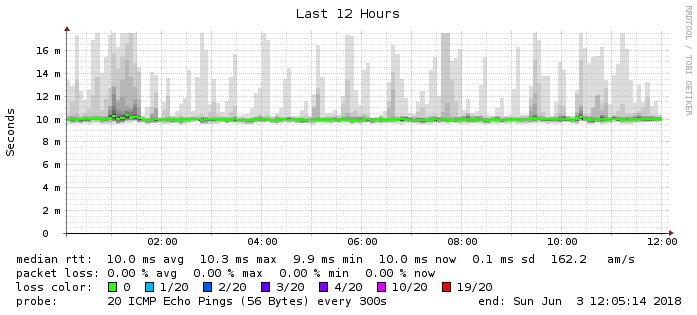 Last 12 Hours
RRDTOOL / TOBI OETIKER
Seconds
16 m
14 m
12 m
10 m
8 m
6 m
4 m
2 m
0
02:00 04:00 06:00 08:00 10:00 12:00
median rtt: 10.0 ms avg 10.3 ms max 9.9 ms min 10.0 ms now 0.1 ms sd 162.2 am/s
packet loss: 0.00 % avg 0.00 % max 0.00 % min 0.00 % now
loss color: 0 1/20 2/20 3/20 4/20 10/20 19/20
probe: 20 ICMP Echo Pings (56 Bytes) every 300s end: Sun Jun 3 12:05:14 2018